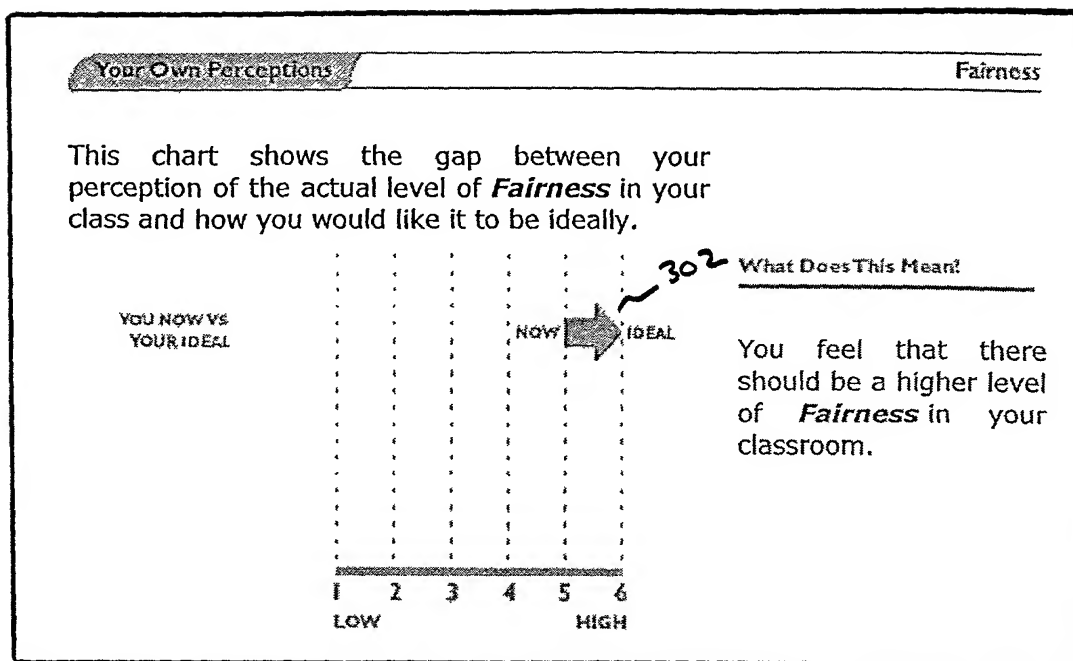 Your Own Perceptions
Fairness
This chart shows the gap between your
perception of the actual level of Fairness in your
class and how you would like it to be ideally.
302
What Does This Mean?
YOU NOW VS
YOUR IDEAL
NOW
IDEAL
You feel that there
should be a higher level
of Fairness in your
classroom.
1 2 3 4 5 6
LOW HIGH